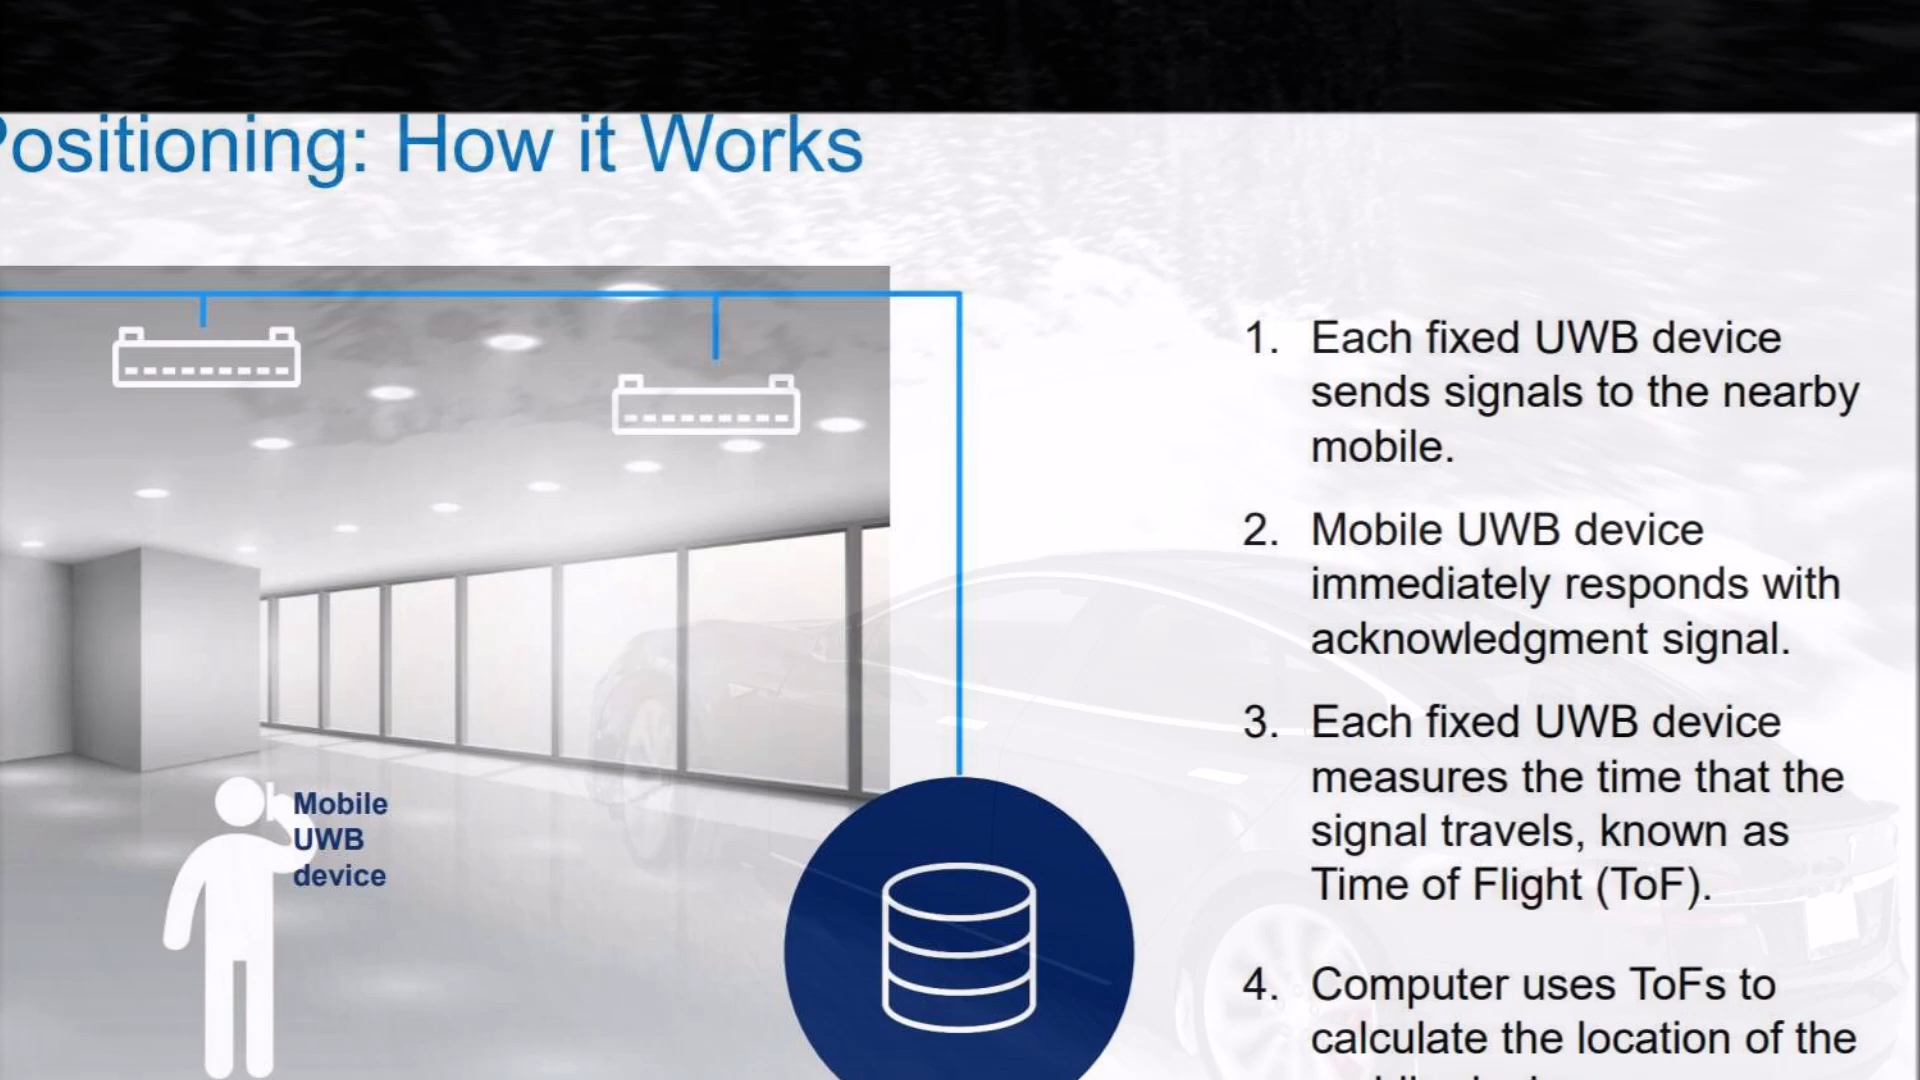 Positioning: How it Works
1. Each fixed UWB device
sends signals to the nearby
mobile.
2. Mobile UWB device
immediately responds with
acknowledgment signal.
3. Each fixed UWB device
measures the time that the
signal travels, known as
Time of Flight (ToF).
4. Computer uses ToFs to
calculate the location of the
Mobile
UWB
device